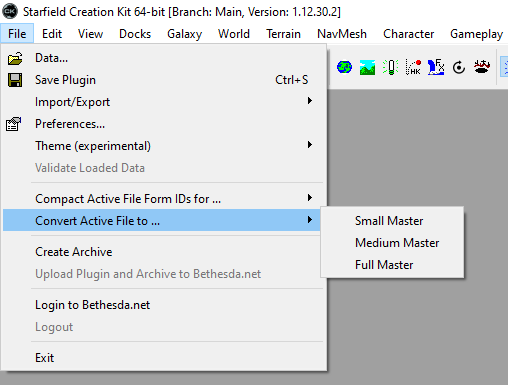 Starfield Creation Kit 64-bit [Branch: Main, Version: 1.12.30.2]
File Edit View Docks Galaxy World Terrain NavMesh Character Gameplay
Data...
Save Plugin Ctrl+S
Import/Export
Preferences...
Theme (experimental)
Validate Loaded Data
Compact Active File Form IDs for ...
Convert Active File to ...
Small Master
Medium Master
Full Master
Create Archive
Upload Plugin and Archive to Bethesda.net
Login to Bethesda.net
Logout
Exit